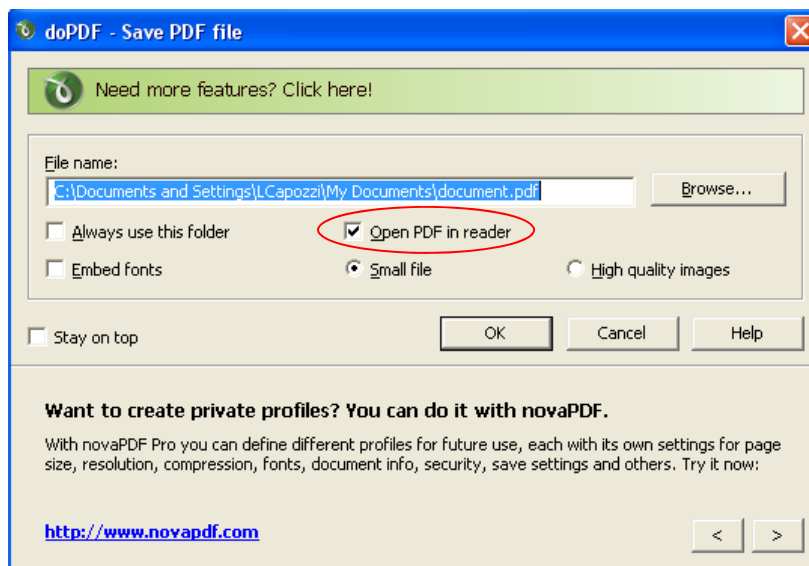 doPDF - Save PDF file
Need more features? Click here!
File name:
C:\Documents and Settings\LCapozzi\My Documents\document.pdf
Browse...
Always use this folder
Open PDF in reader
Embed fonts
Small file
High quality images
Stay on top
OK
Cancel
Help
Want to create private profiles? You can do it with novaPDF.
With novaPDF Pro you can define different profiles for future use, each with its own settings for page
size, resolution, compression, fonts, document info, security, save settings and others. Try it now:
http://www.novapdf.com
<
>